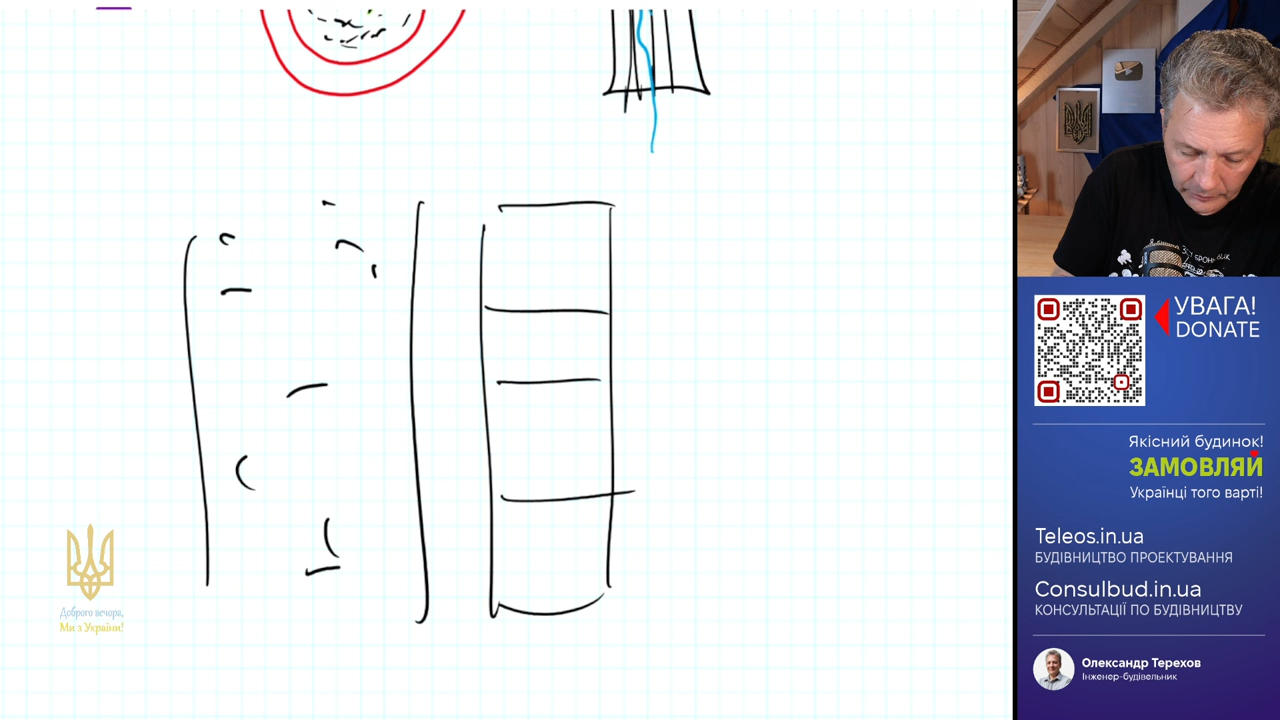 УВАГА!
DONATE
Якісний будинок!
ЗАМОВЛЯЙ
Українці того варті!
Teleos.in.ua
БУДІВНИЦТВО ПРОЕКТУВАННЯ
Consulbud.in.ua
КОНСУЛЬТАЦІЇ ПО БУДІВНИЦТВУ
Олександр Терехов
Інженер-будівельник
Доброго вечора,
Ми з України!